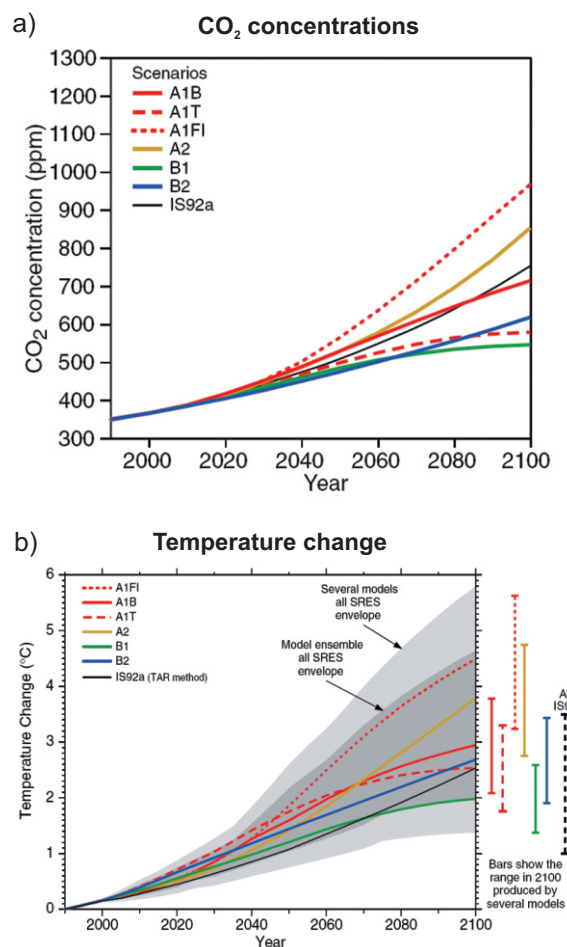 a)
CO₂ concentrations
1300
1200
1100
1000
900
800
700
600
500
400
300
CO₂ concentration (ppm)
Scenarios
A1B
A1T
A1FI
A2
B1
B2
IS92a
2000 2020 2040 2060 2080 2100
Year
b)
Temperature change
6
5
4
3
2
1
0
Temperature Change (°C)
A1FI
A1B
A1T
A2
B1
B2
IS92a (TAR method)
Several models
all SRES
envelope
Model ensemble
all SRES
envelope
Bars show the
range in 2100
produced by
several models
2000 2020 2040 2060 2080 2100
Year